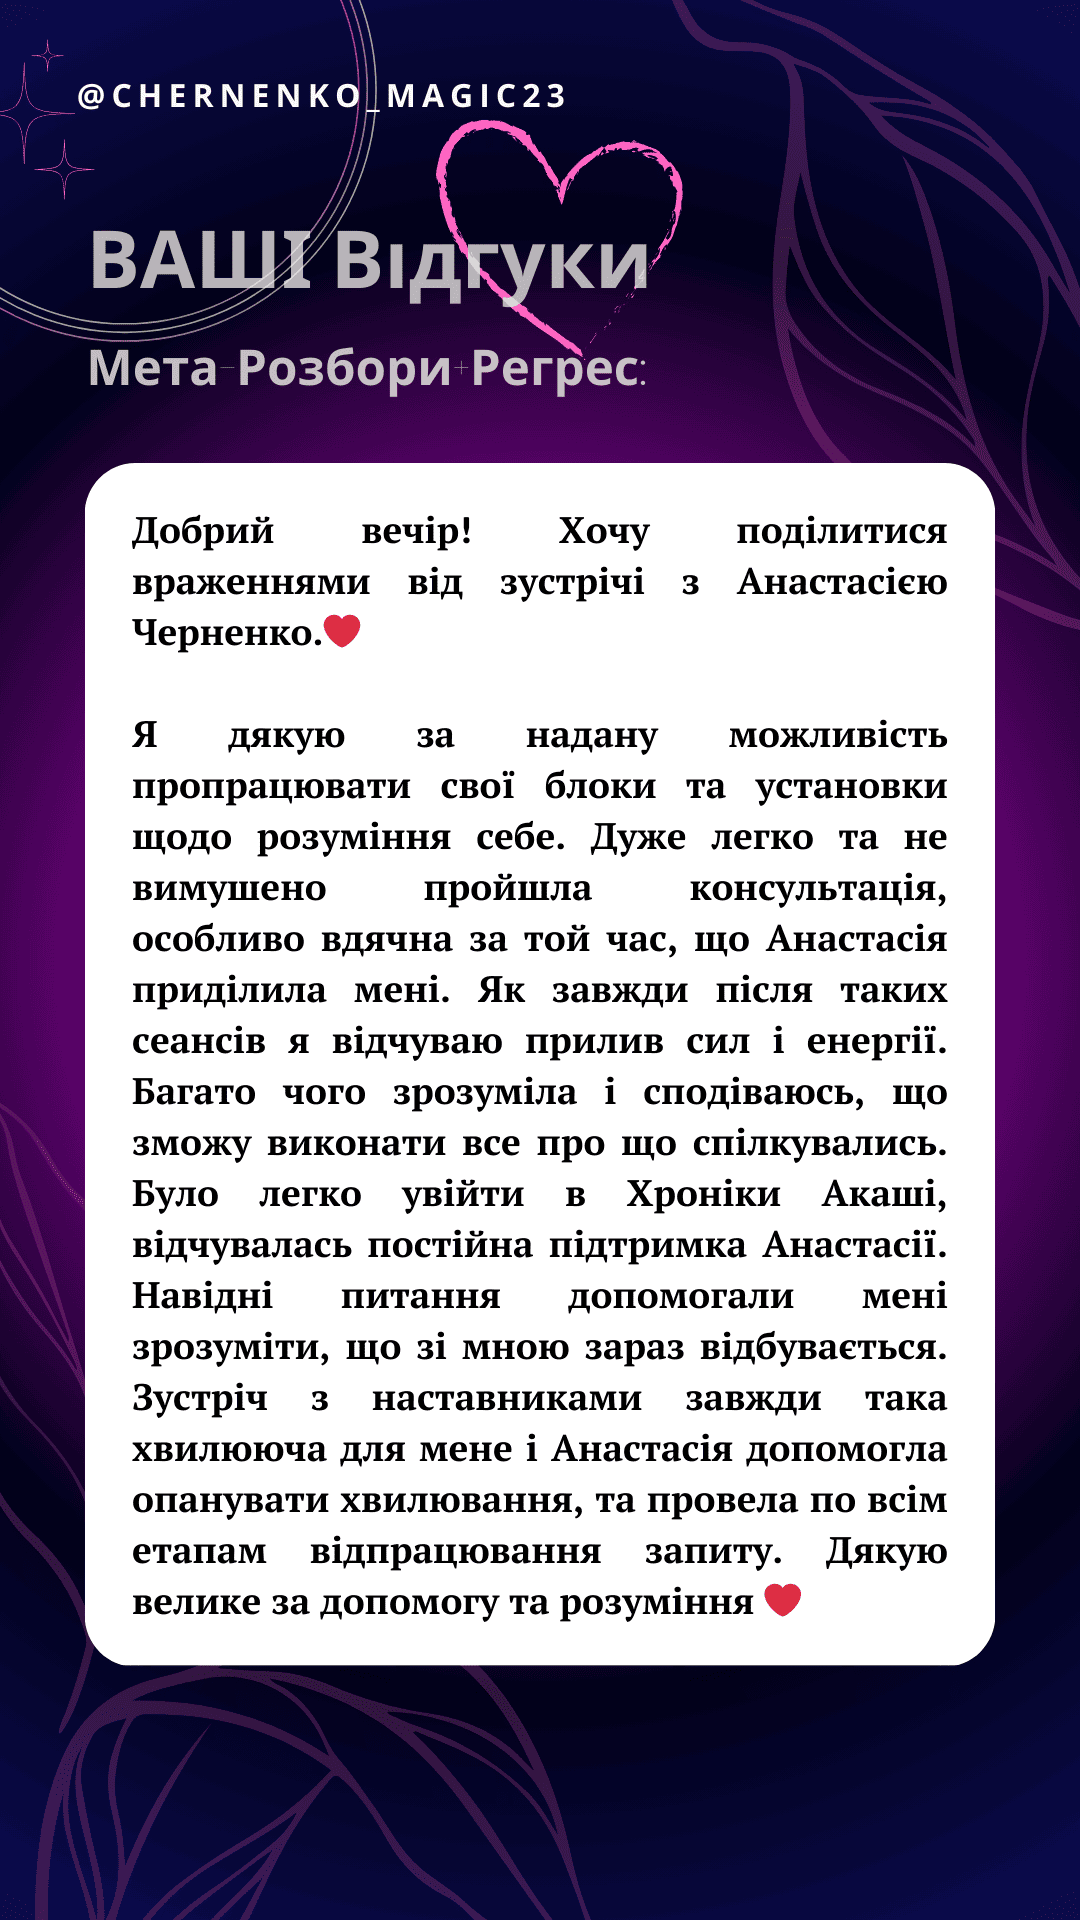 @CHERNENKO_MAGIC23
ВАШІ Відгуки
Мета-Розбори+Регрес:
Добрий вечір! Хочу поділитися
враженнями від зустрічі з Анастасією
Черненко.❤️
Я дякую за надану можливість
пропрацювати свої блоки та установки
щодо розуміння себе. Дуже легко та не
вимушено пройшла консультація,
особливо вдячна за той час, що Анастасія
приділила мені. Як завжди після таких
сеансів я відчуваю прилив сил і енергії.
Багато чого зрозуміла і сподіваюсь, що
зможу виконати все про що спілкувались.
Було легко увійти в Хроніки Акаші,
відчувалась постійна підтримка Анастасії.
Навідні питання допомогали мені
зрозуміти, що зі мною зараз відбувається.
Зустріч з наставниками завжди така
хвилююча для мене і Анастасія допомогла
опанувати хвилювання, та провела по всім
етапам відпрацювання запиту. Дякую
велике за допомогу та розуміння ❤️